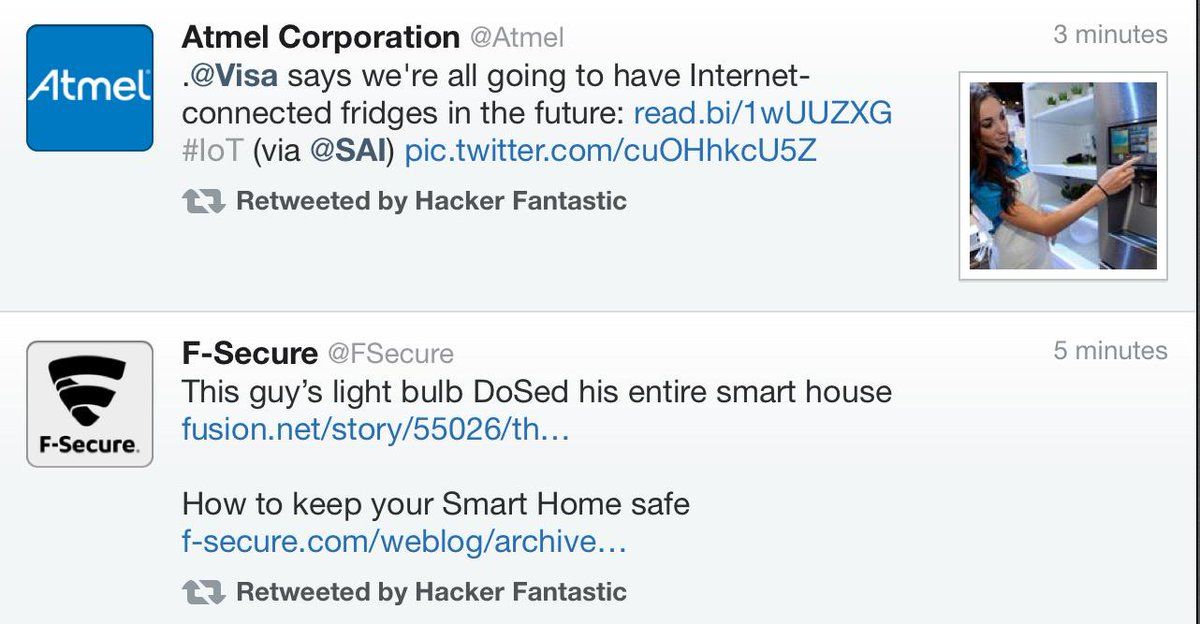 Atmel
Atmel Corporation @Atmel
3 minutes
.@Visa says we're all going to have Internet-
connected fridges in the future: read.bi/1wUUZXG
#IoT (via @SAI) pic.twitter.com/cuOHhkcU5Z
Retweeted by Hacker Fantastic
F-Secure.
F-Secure @FSecure
5 minutes
This guy’s light bulb DoSed his entire smart house
fusion.net/story/55026/th…
How to keep your Smart Home safe
f-secure.com/weblog/archive…
Retweeted by Hacker Fantastic